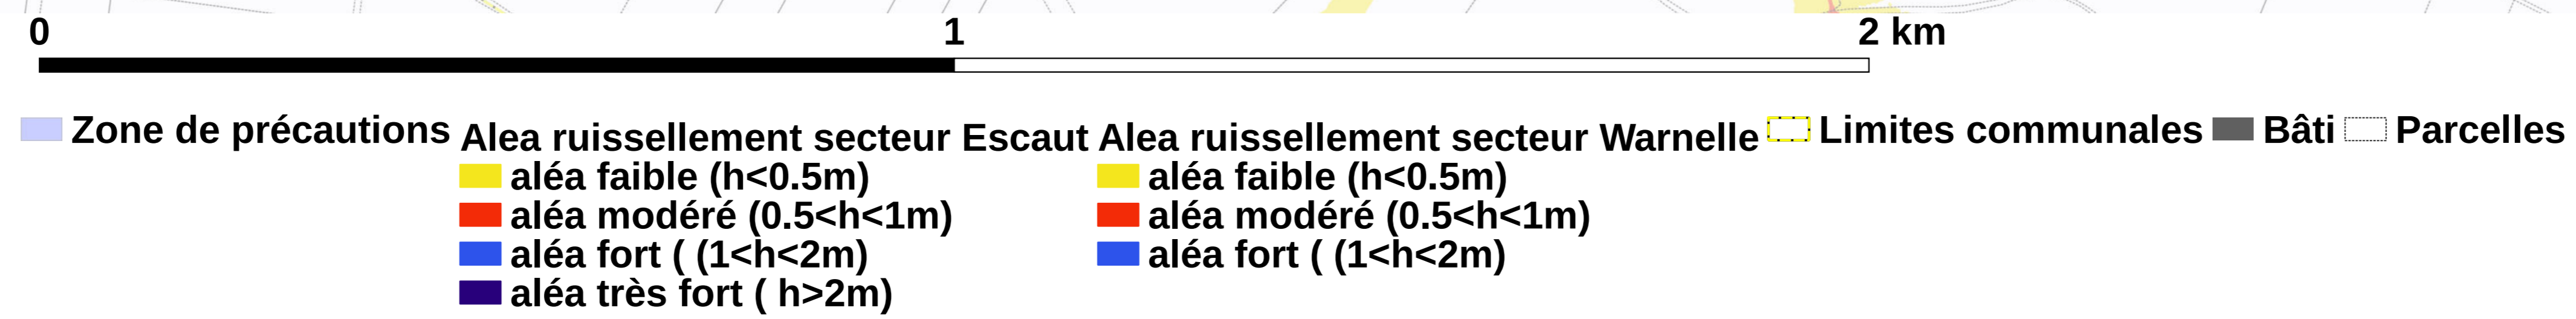 0 1 2 km
Zone de précautions Alea ruissellement secteur Escaut Alea ruissellement secteur Warnelle Limites communales Bâti Parcelles
aléa faible (h<0.5m) aléa faible (h<0.5m)
aléa modéré (0.5<h<1m) aléa modéré (0.5<h<1m)
aléa fort ( (1<h<2m) aléa fort ( (1<h<2m)
aléa très fort ( h>2m)